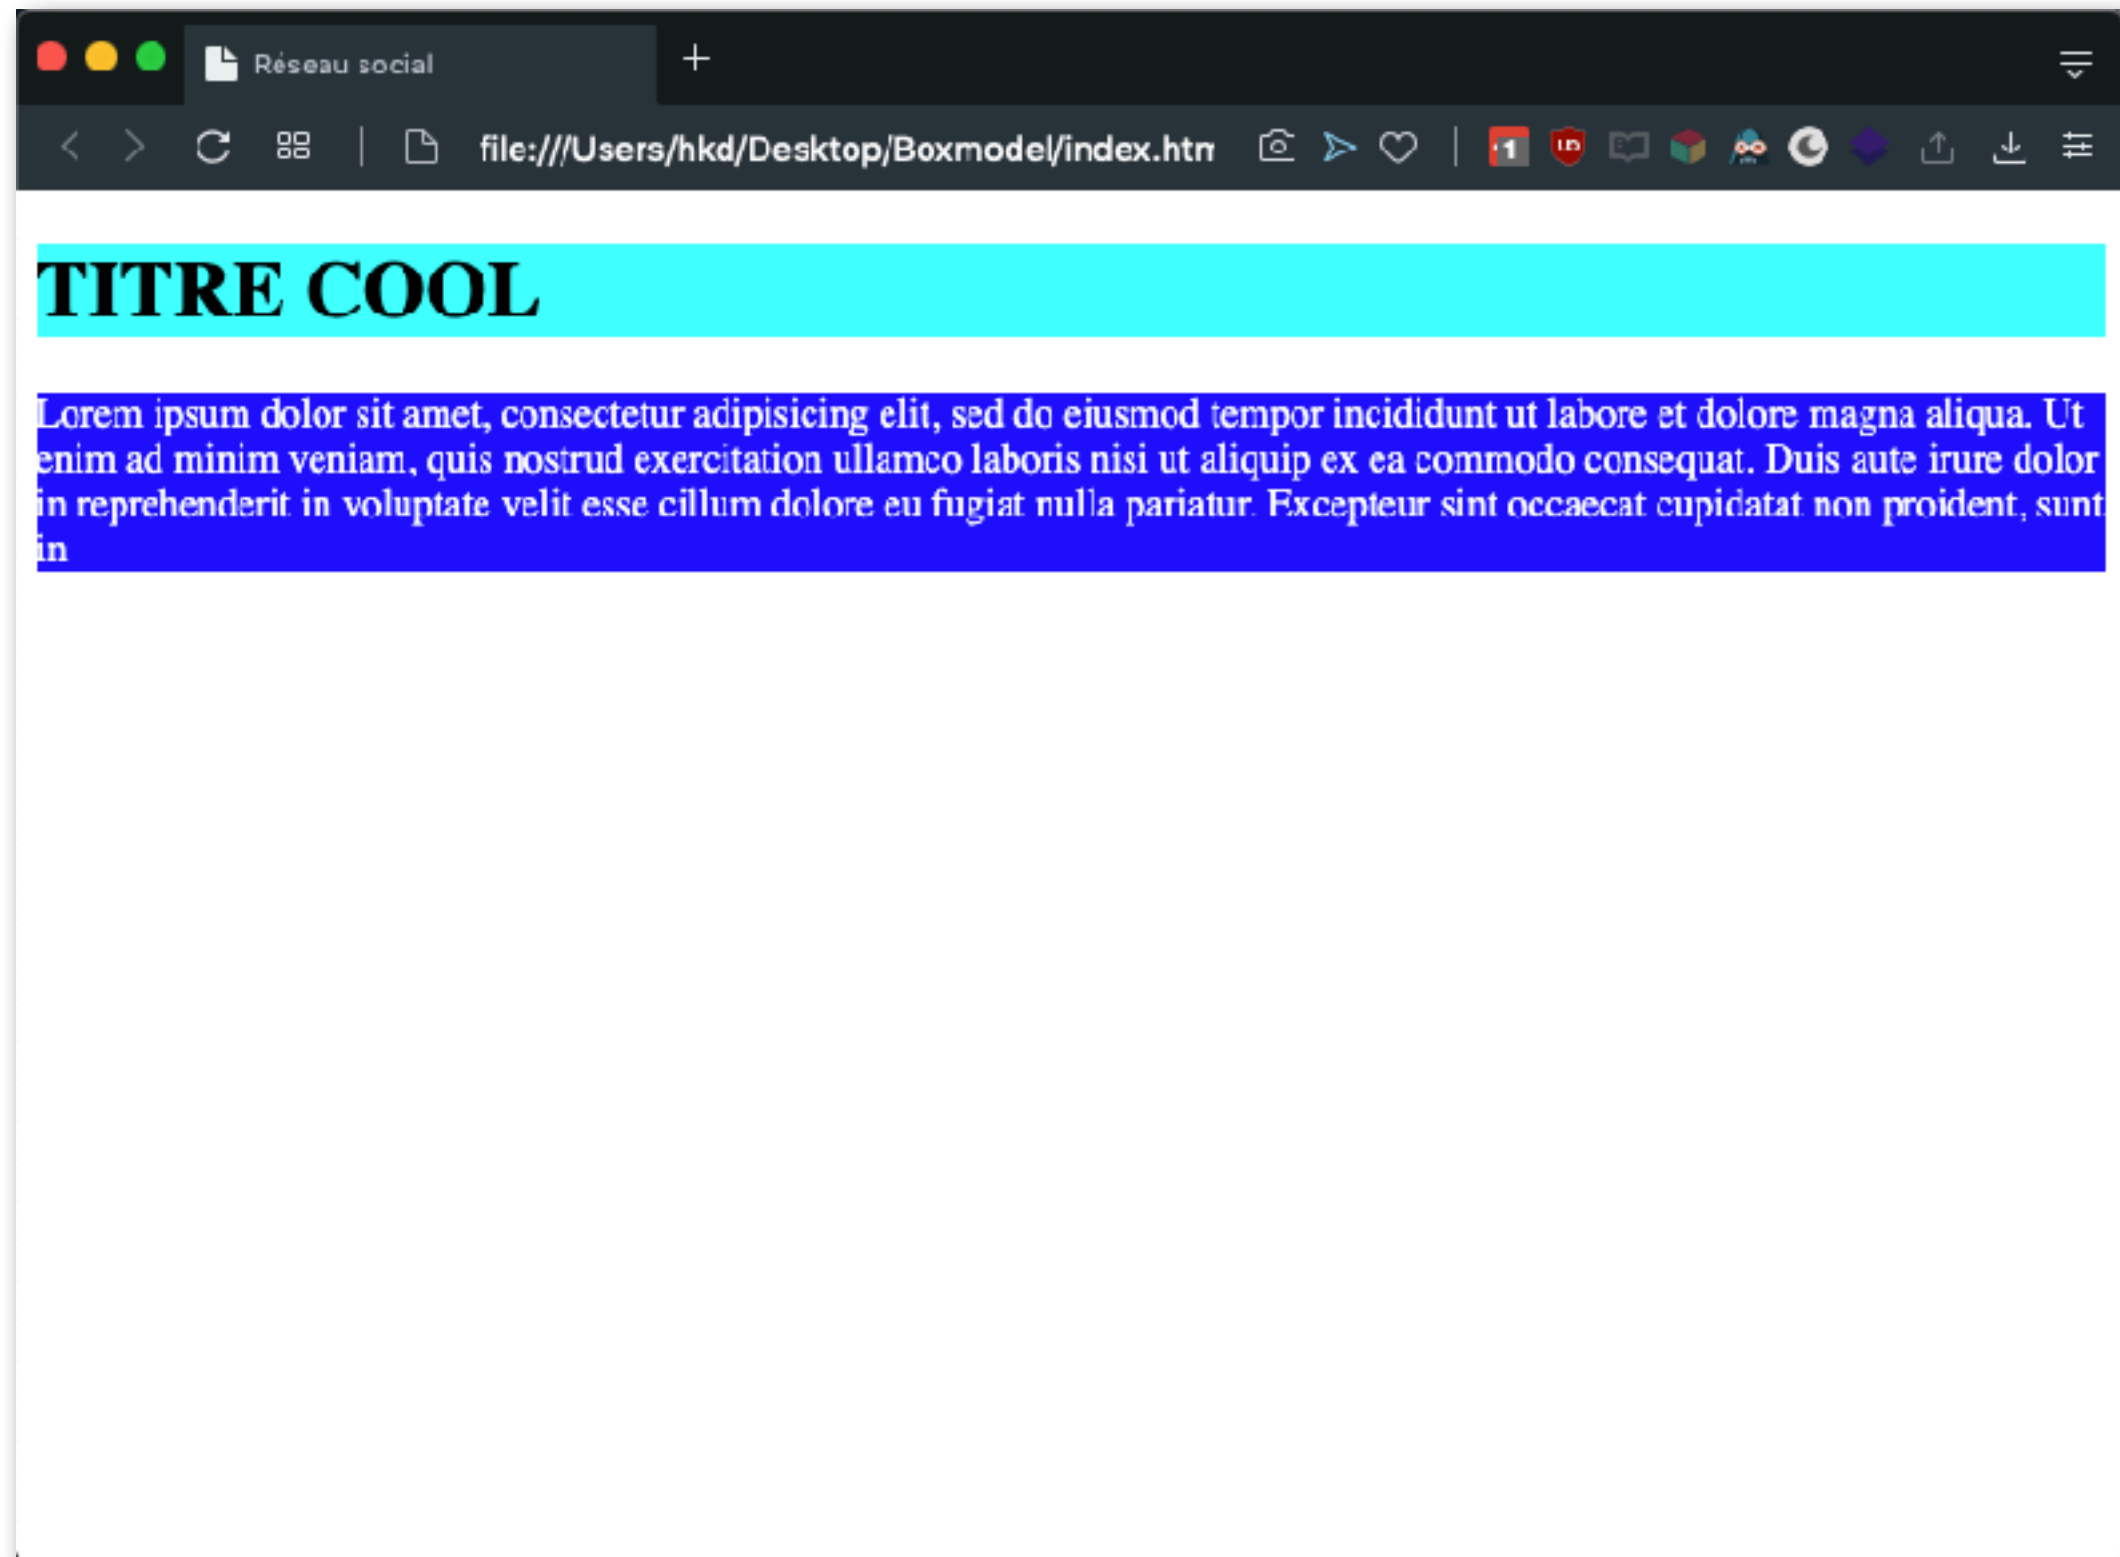 Réseau social
file:///Users/hkd/Desktop/Boxmodel/index.htm
1
TITRE COOL
Lorem ipsum dolor sit amet, consectetur adipisicing elit, sed do eiusmod tempor incididunt ut labore et dolore magna aliqua. Ut
enim ad minim veniam, quis nostrud exercitation ullamco laboris nisi ut aliquip ex ea commodo consequat. Duis aute irure dolor
in reprehenderit in voluptate velit esse cillum dolore eu fugiat nulla pariatur. Excepteur sint occaecat cupidatat non proident, sunt
in